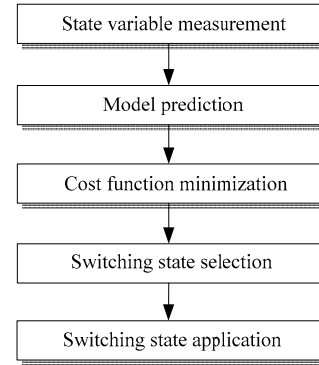 State variable measurement
Model prediction
Cost function minimization
Switching state selection
Switching state application